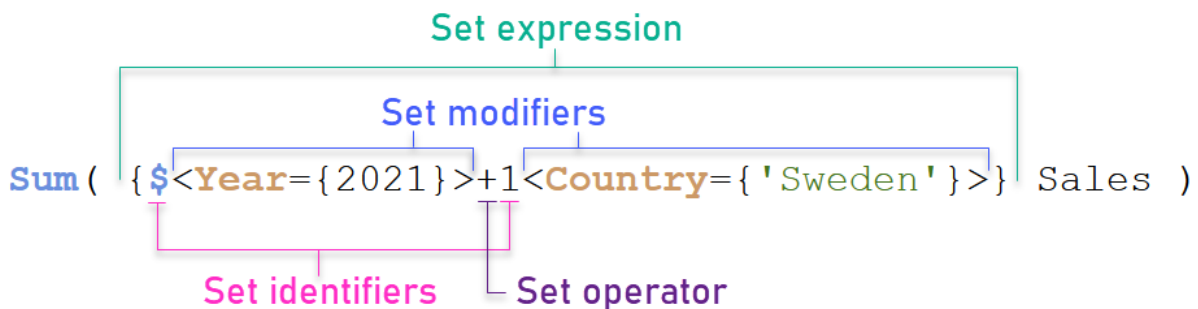 Set expression
Set modifiers
Sum( {$<Year={2021}>+1<Country={'Sweden'}>} Sales )
Set identifiers
Set operator